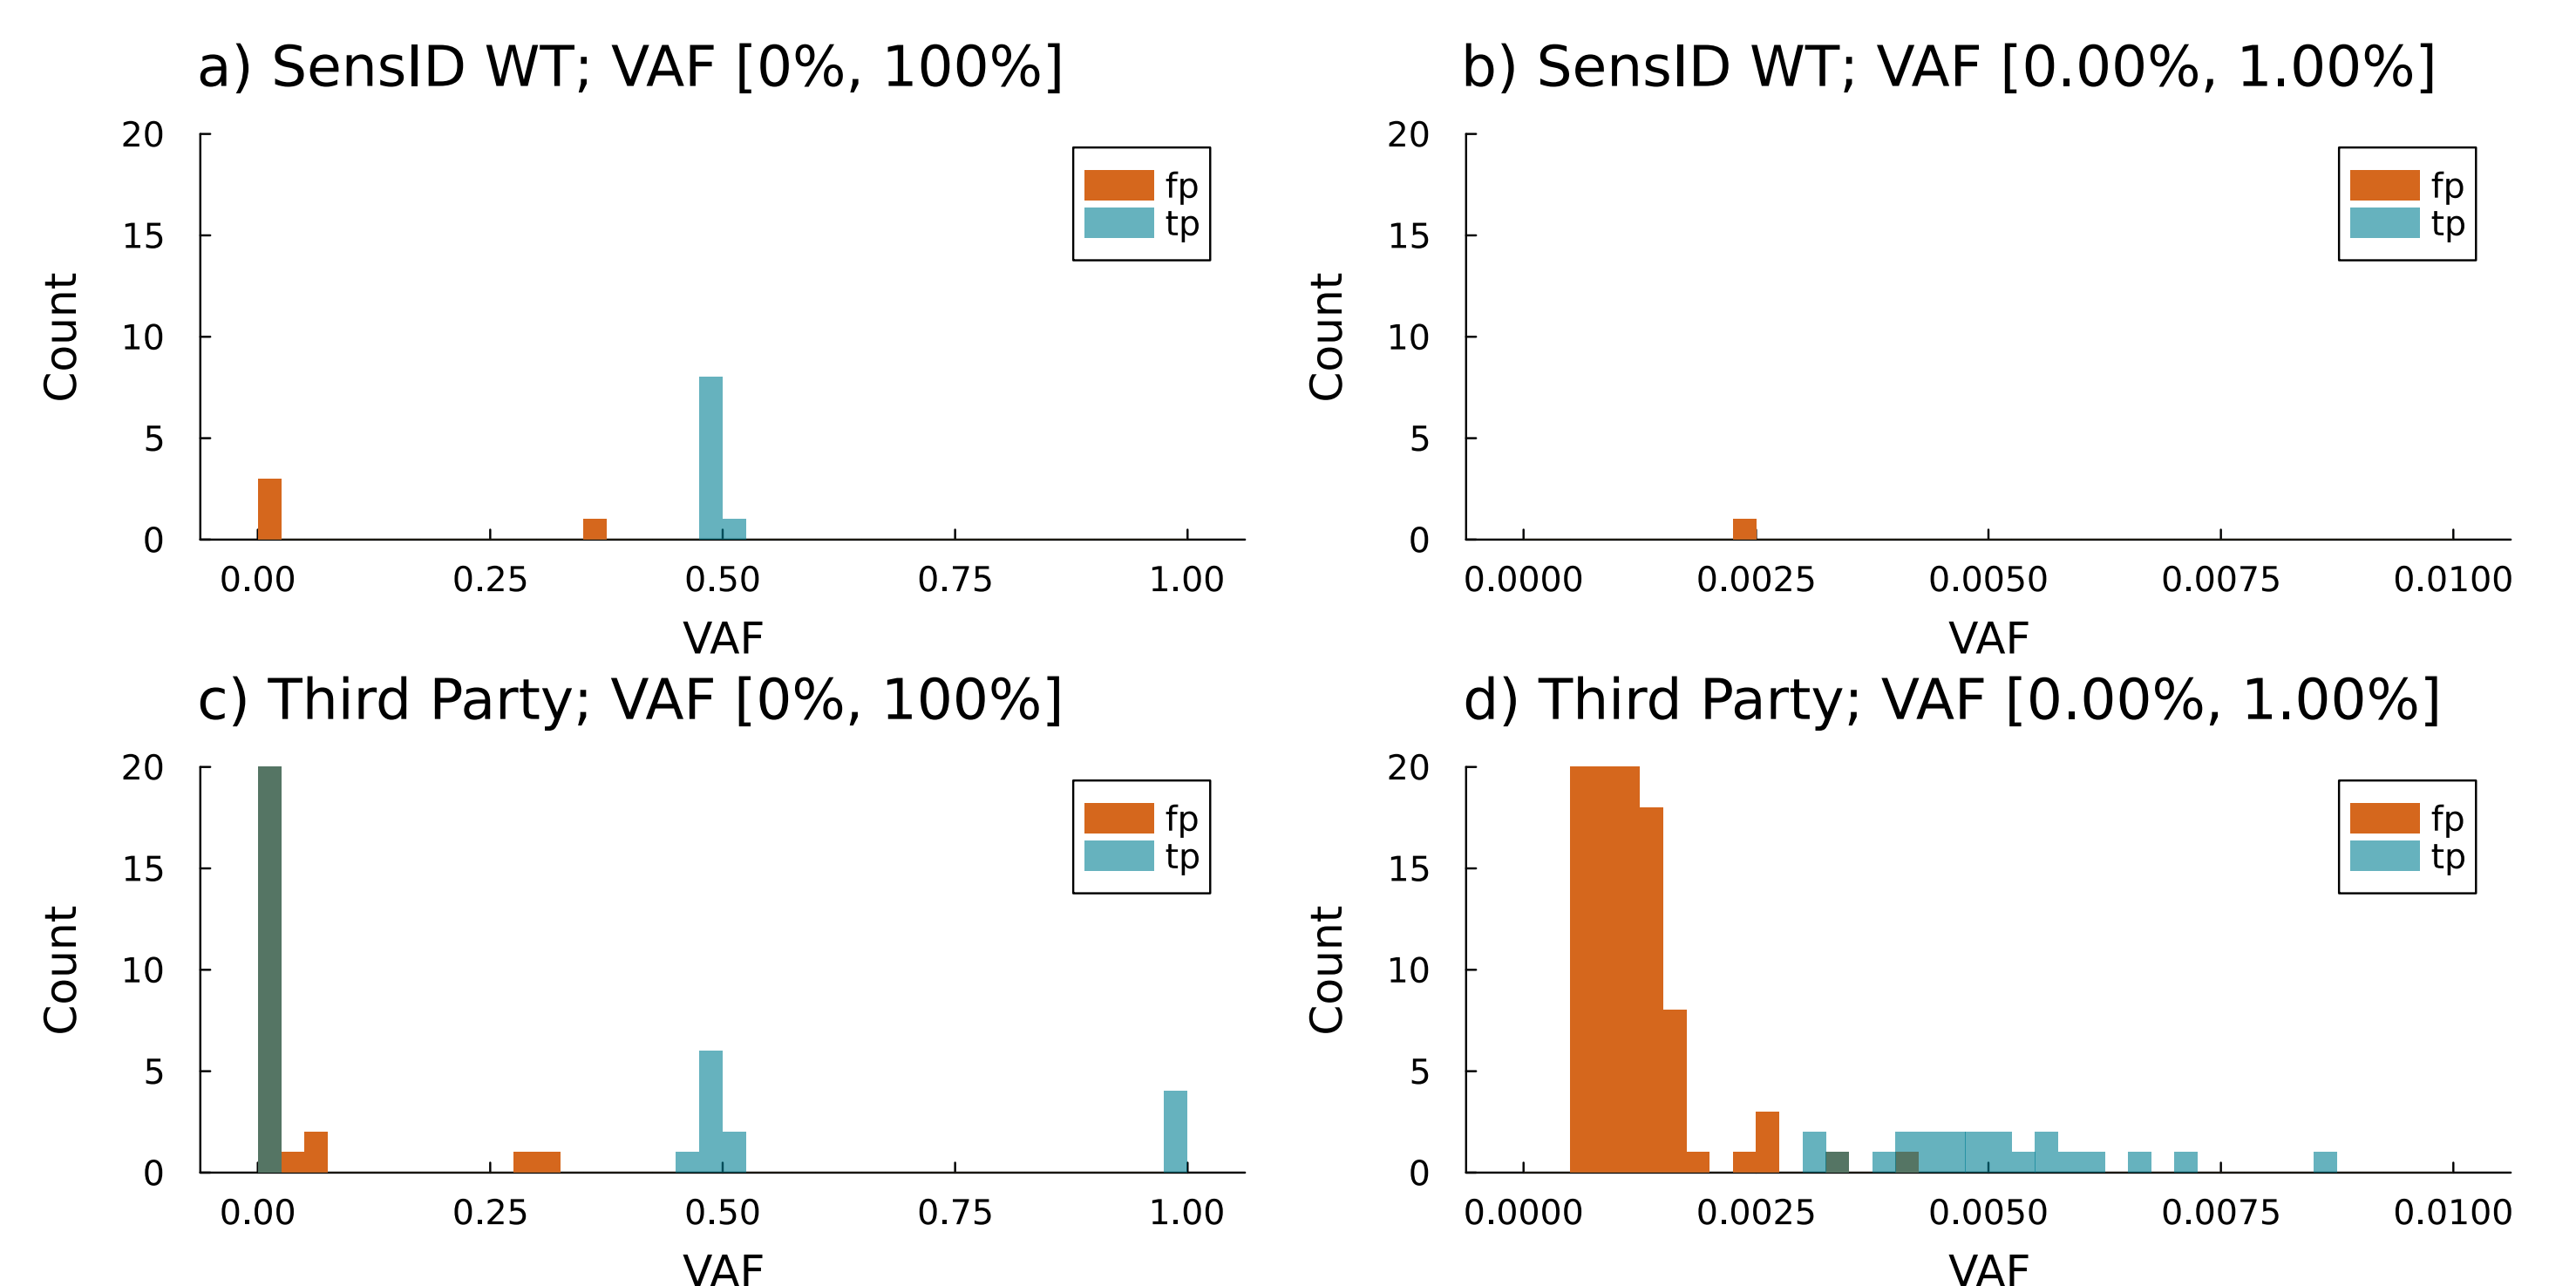 a) SensID WT; VAF [0%, 100%]
20
15
10
5
0
Count
fp
tp
0.00 0.25 0.50 0.75 1.00
VAF
b) SensID WT; VAF [0.00%, 1.00%]
20
15
10
5
0
Count
fp
tp
0.0000 0.0025 0.0050 0.0075 0.0100
VAF
c) Third Party; VAF [0%, 100%]
20
15
10
5
0
Count
fp
tp
0.00 0.25 0.50 0.75 1.00
VAF
d) Third Party; VAF [0.00%, 1.00%]
20
15
10
5
0
Count
fp
tp
0.0000 0.0025 0.0050 0.0075 0.0100
VAF